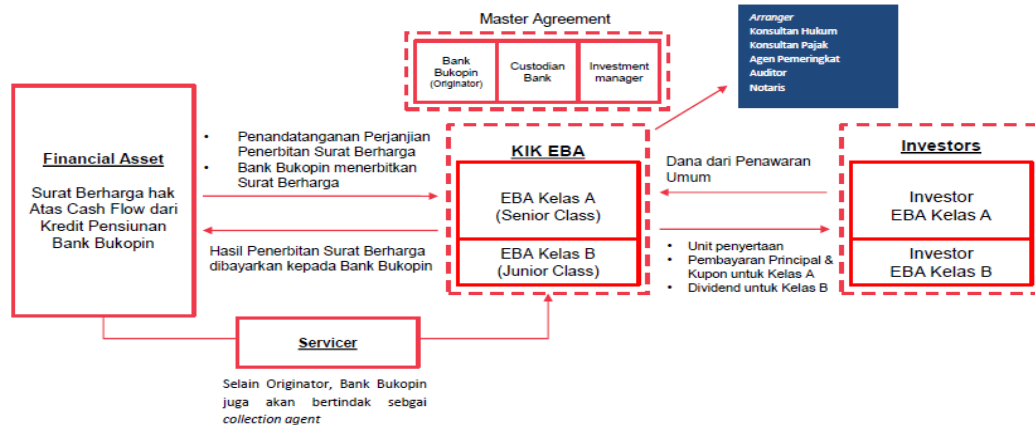 Master Agreement
Bank
Bukopin
(Originator)
Custodian
Bank
Investment
manager
Arranger
Konsultan Hukum
Konsultan Pajak
Agen Pemeringkat
Auditor
Notaris
Financial Asset
Surat Berharga hak
Atas Cash Flow dari
Kredit Pensiunan
Bank Bukopin
• Penandatanganan Perjanjian
Penerbitan Surat Berharga
• Bank Bukopin menerbitkan
Surat Berharga
Hasil Penerbitan Surat Berharga
dibayarkan kepada Bank Bukopin
KIK EBA
EBA Kelas A
(Senior Class)
EBA Kelas B
(Junior Class)
Dana dari Penawaran
Umum
• Unit penyertaan
• Pembayaran Principal &
Kupon untuk Kelas A
• Dividend untuk Kelas B
Investors
Investor
EBA Kelas A
Investor
EBA Kelas B
Servicer
Selain Originator, Bank Bukopin
juga akan bertindak sebgai
collection agent